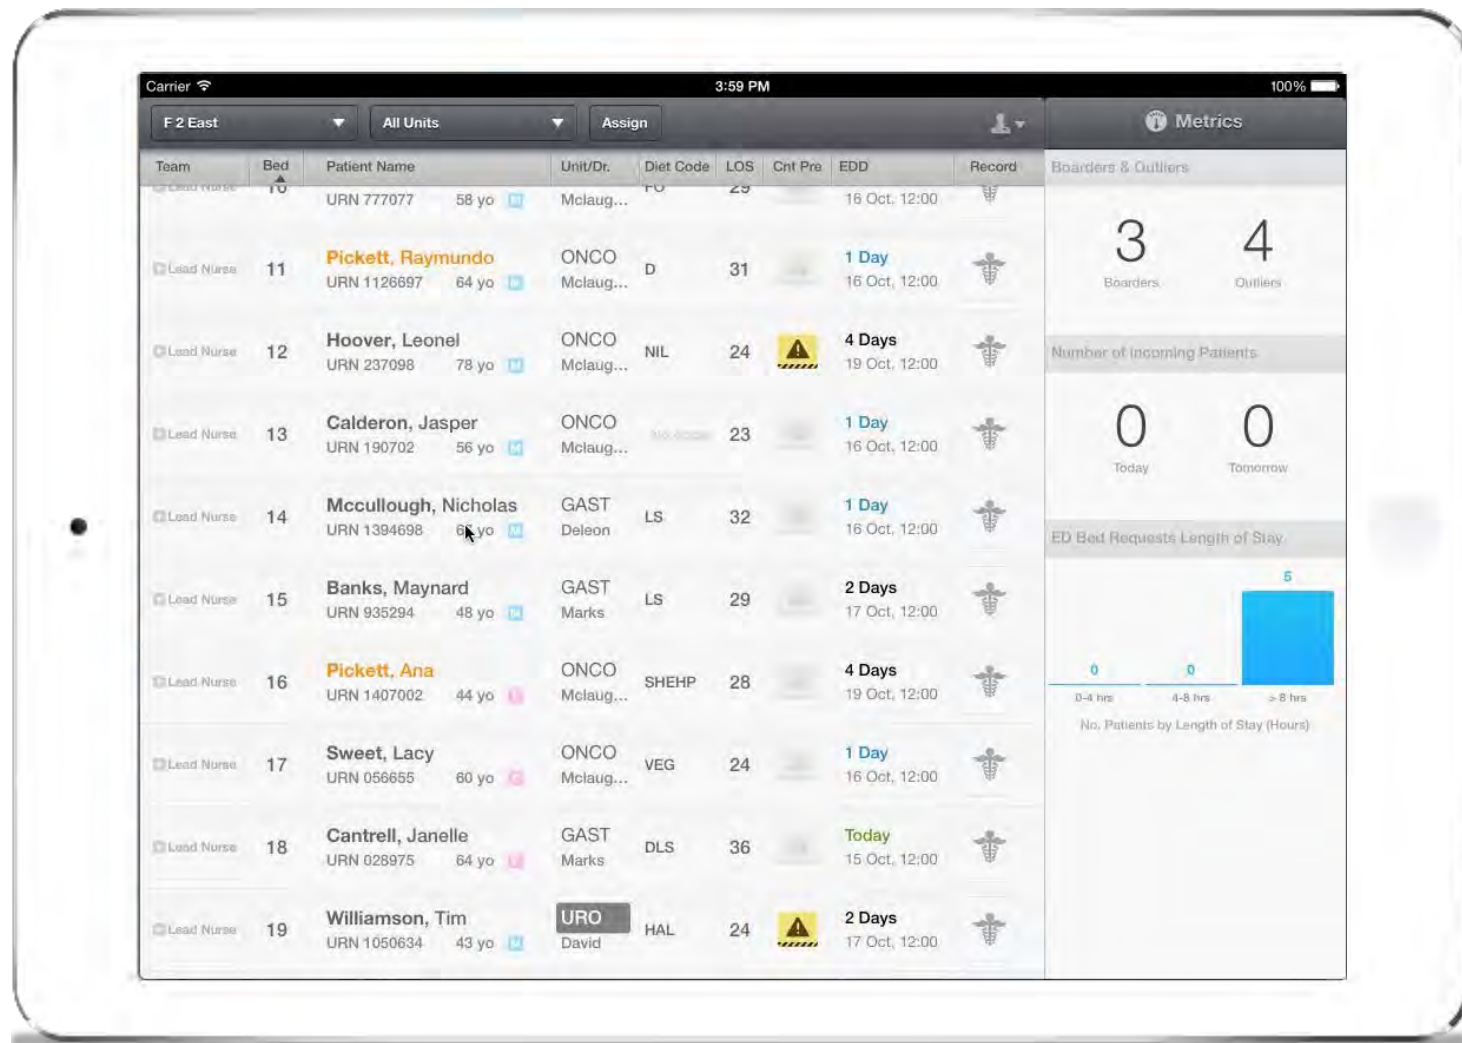 Carrier 3:59 PM 100%
F 2 East All Units Assign Metrics
Team Bed Patient Name Unit/Dr. Diet Code LOS Cnt Pre EDD Record
Boarders & Outliers
Lead Nurse 10 FO 29
URN 777077 58 yo M Mclaug... 16 Oct, 12:00
3 4
Boarders Outliers
Pickett, Raymundo ONCO 1 Day
Lead Nurse 11 D 31
URN 1126697 64 yo M Mclaug... 16 Oct, 12:00
Number of Incoming Patients
Hoover, Leonel ONCO 4 Days
Lead Nurse 12 NIL 24
URN 237098 78 yo M Mclaug... 19 Oct, 12:00
0 0
Today Tomorrow
Calderon, Jasper ONCO 1 Day
Lead Nurse 13 23
URN 190702 56 yo M Mclaug... 16 Oct, 12:00
Mccullough, Nicholas GAST 1 Day
Lead Nurse 14 LS 32
URN 1394698 yo M Deleon 16 Oct, 12:00
ED Bed Requests Length of Stay
5
Banks, Maynard GAST 2 Days
Lead Nurse 15 LS 29
URN 935294 48 yo M Marks 17 Oct, 12:00
0 0
0-4 hrs 4-8 hrs > 8 hrs
No. Patients by Length of Stay (Hours)
Pickett, Ana ONCO 4 Days
Lead Nurse 16 SHEHP 28
URN 1407002 44 yo Mclaug... 19 Oct, 12:00
Sweet, Lacy ONCO 1 Day
Lead Nurse 17 VEG 24
URN 056655 60 yo Mclaug... 16 Oct, 12:00
Cantrell, Janelle GAST Today
Lead Nurse 18 DLS 36
URN 028975 64 yo Marks 15 Oct, 12:00
Williamson, Tim URO 2 Days
Lead Nurse 19 HAL 24
URN 1050634 43 yo M David 17 Oct, 12:00